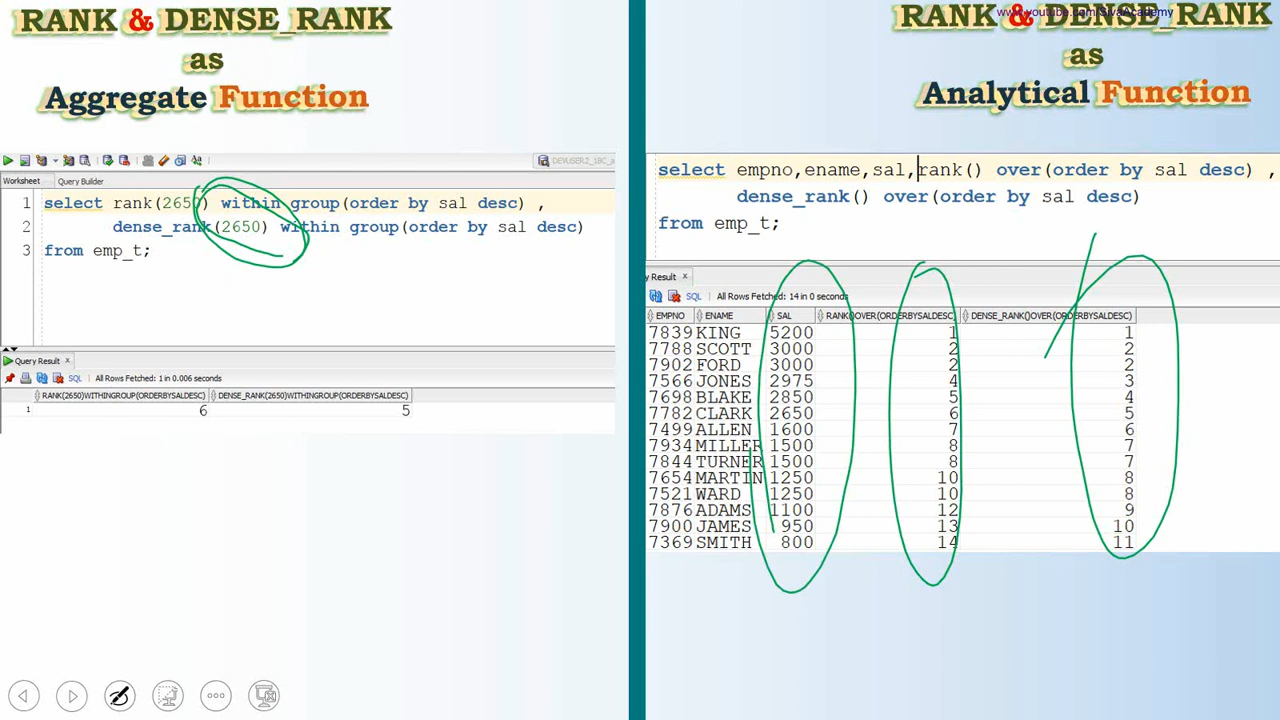 RANK & DENSE_RANK
as
Aggregate Function
DEVUSER2_1BC_a
Worksheet Query Builder
1 select rank(2650) within group(order by sal desc) ,
2 dense_rank(2650) within group(order by sal desc)
3 from emp_t;
Query Result x
SQL | All Rows Fetched: 1 in 0.006 seconds
RANK(2650)WITHINGROUP(ORDERBYSALDESC) DENSE_RANK(2650)WITHINGROUP(ORDERBYSALDESC)
1 6 5
www.youtube.com/SivaAcademy
RANK & DENSE_RANK
as
Analytical Function
select empno,ename,sal,rank() over(order by sal desc) ,
dense_rank() over(order by sal desc)
from emp_t;
y Result x
SQL | All Rows Fetched: 14 in 0 seconds
EMPNO ENAME SAL RANK()OVER(ORDERBYSALDESC) DENSE_RANK()OVER(ORDERBYSALDESC)
7839 KING 5200 1 1
7788 SCOTT 3000 2 2
7902 FORD 3000 2 2
7566 JONES 2975 4 3
7698 BLAKE 2850 5 4
7782 CLARK 2650 6 5
7499 ALLEN 1600 7 6
7934 MILLER 1500 8 7
7844 TURNER 1500 8 7
7654 MARTIN 1250 10 8
7521 WARD 1250 10 8
7876 ADAMS 1100 12 9
7900 JAMES 950 13 10
7369 SMITH 800 14 11